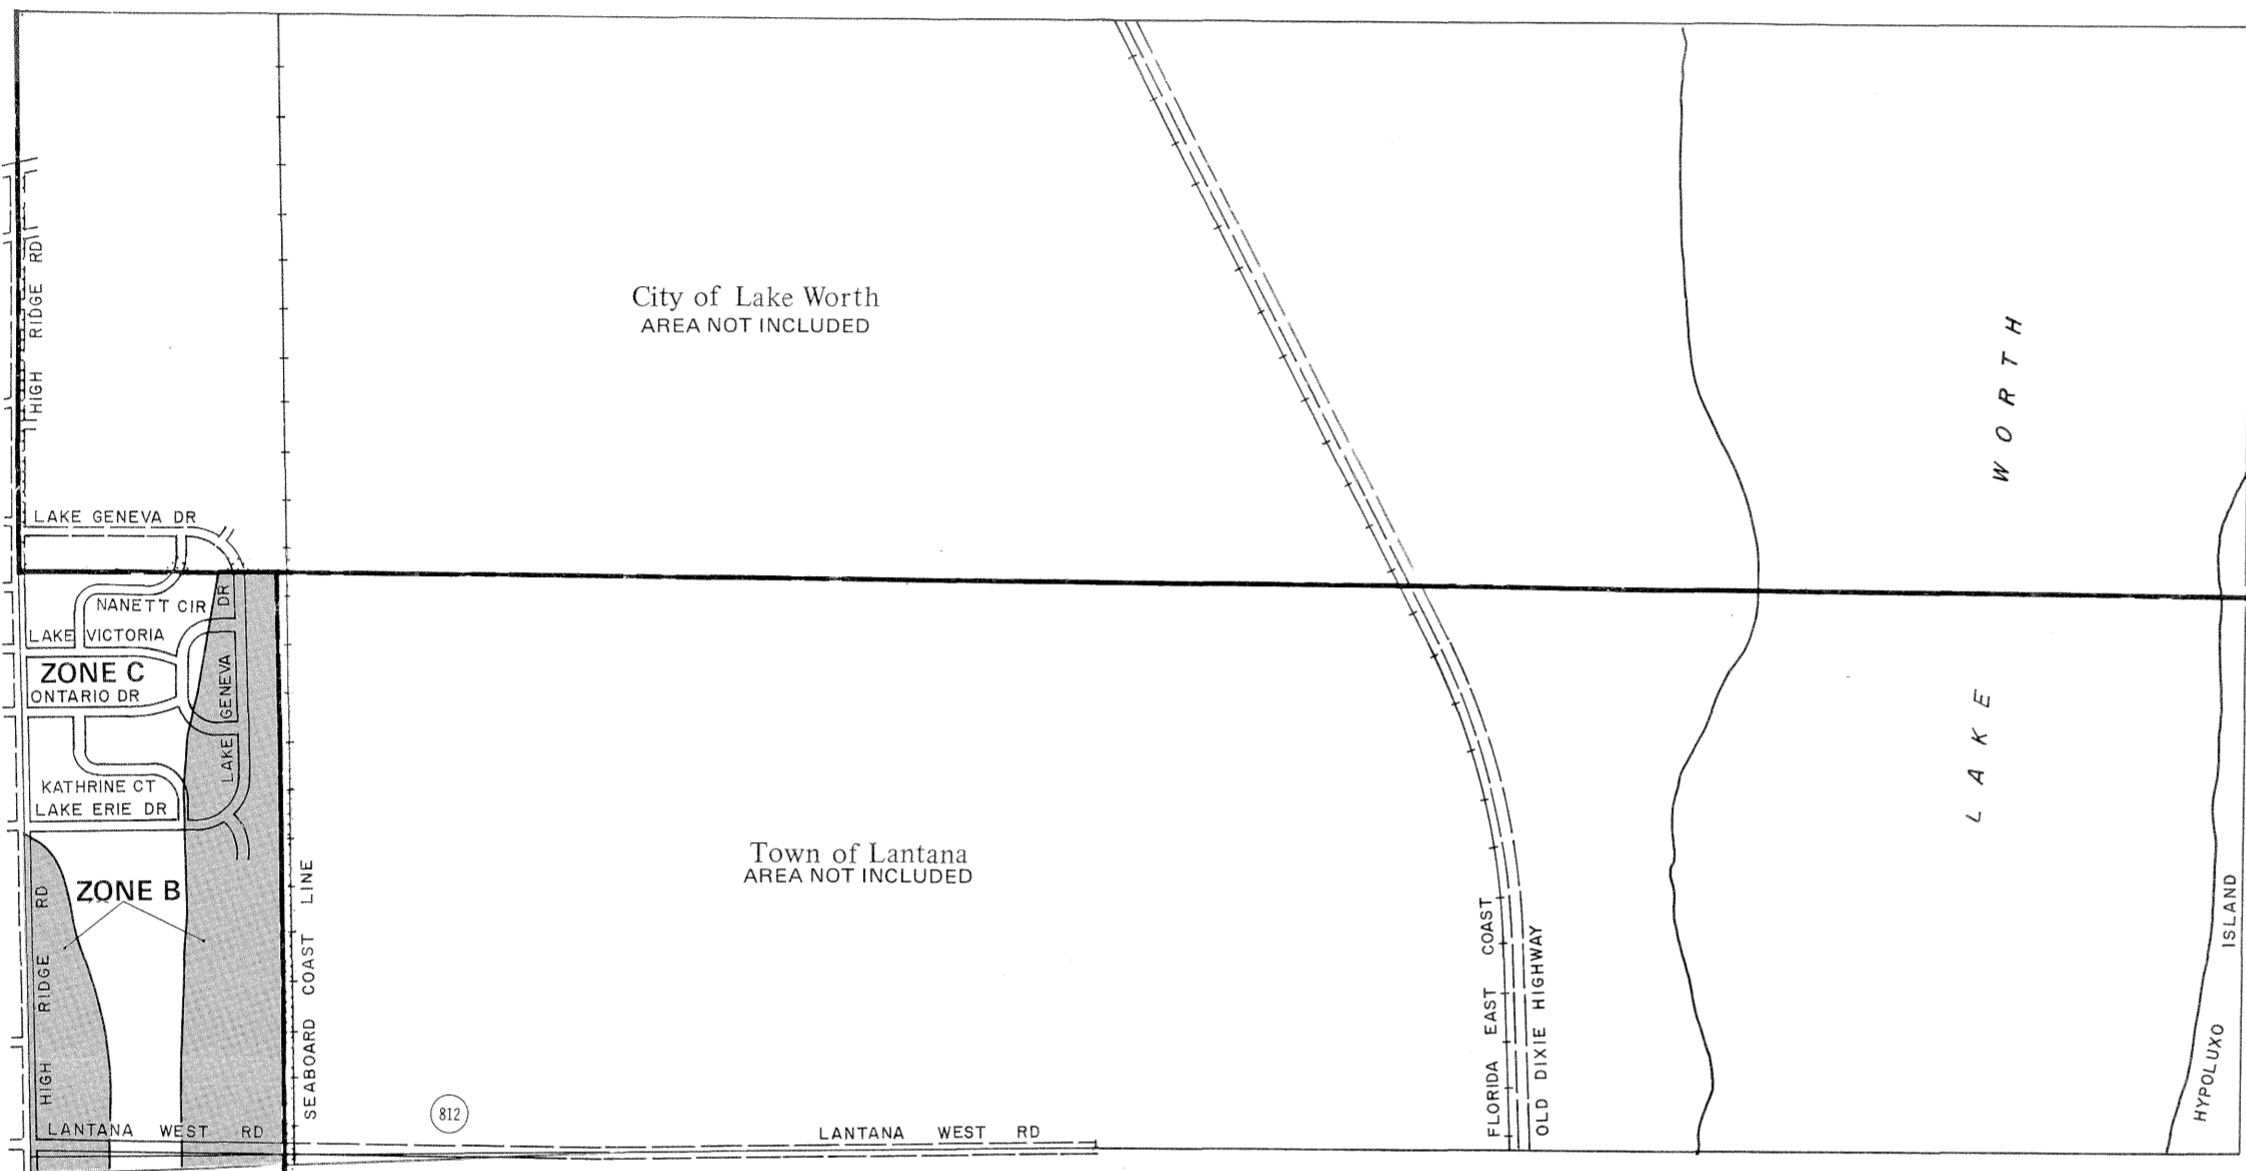 HIGH RIDGE RD
City of Lake Worth
AREA NOT INCLUDED
LAKE WORTH
LAKE GENEVA DR
NANETT CIR
LAKE GENEVA DR
LAKE VICTORIA
ZONE C
ONTARIO DR
KATHRINE CT
LAKE ERIE DR
ZONE B
HIGH RIDGE RD
SEABOARD COAST LINE
Town of Lantana
AREA NOT INCLUDED
FLORIDA EAST COAST
OLD DIXIE HIGHWAY
HYPOLUXO ISLAND
812
LANTANA WEST RD
LANTANA WEST RD